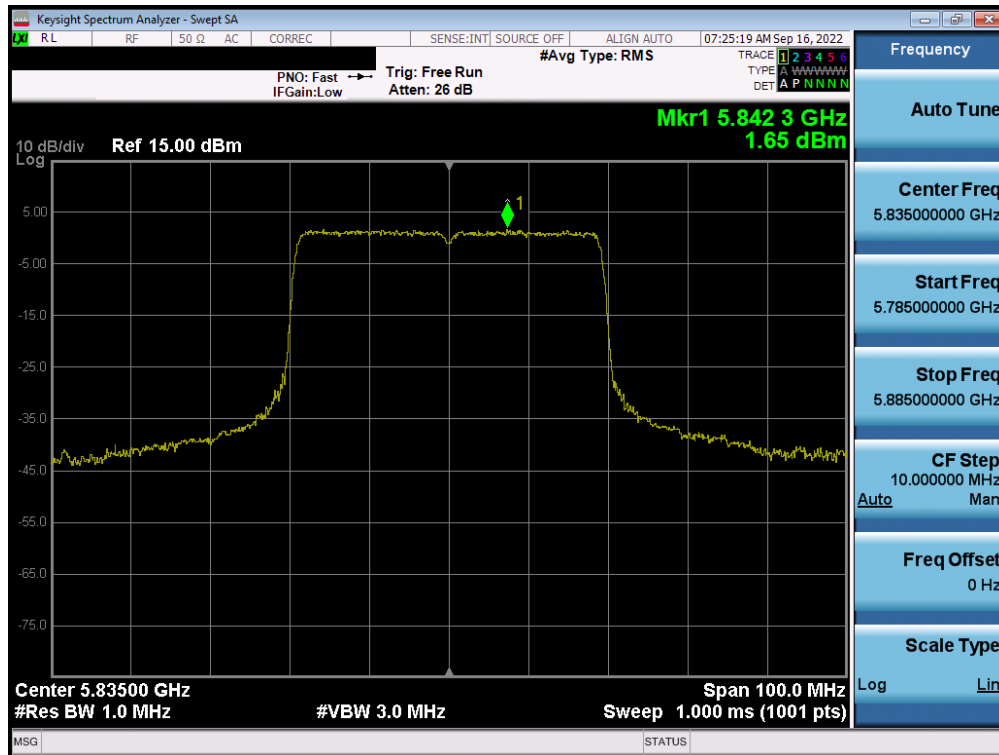 Keysight Spectrum Analyzer - Swept SA
LXI RL RF 50 Ω AC CORREC SENSE:INT SOURCE OFF ALIGN AUTO 07:25:19 AM Sep 16, 2022
PNO: Fast
IFGain:Low
Trig: Free Run
Atten: 26 dB
#Avg Type: RMS
TRACE 1 2 3 4 5 6
TYPE A WWWWW
DET A P N N N N
Mkr1 5.842 3 GHz
1.65 dBm
10 dB/div Ref 15.00 dBm
Log
5.00
-5.00
-15.0
-25.0
-35.0
-45.0
-55.0
-65.0
-75.0
1
Center 5.83500 GHz Span 100.0 MHz
#Res BW 1.0 MHz #VBW 3.0 MHz Sweep 1.000 ms (1001 pts)
MSG STATUS
Frequency
Auto Tune
Center Freq
5.835000000 GHz
Start Freq
5.785000000 GHz
Stop Freq
5.885000000 GHz
CF Step
10.000000 MHz
Auto Man
Freq Offset
0 Hz
Scale Type
Log Lin